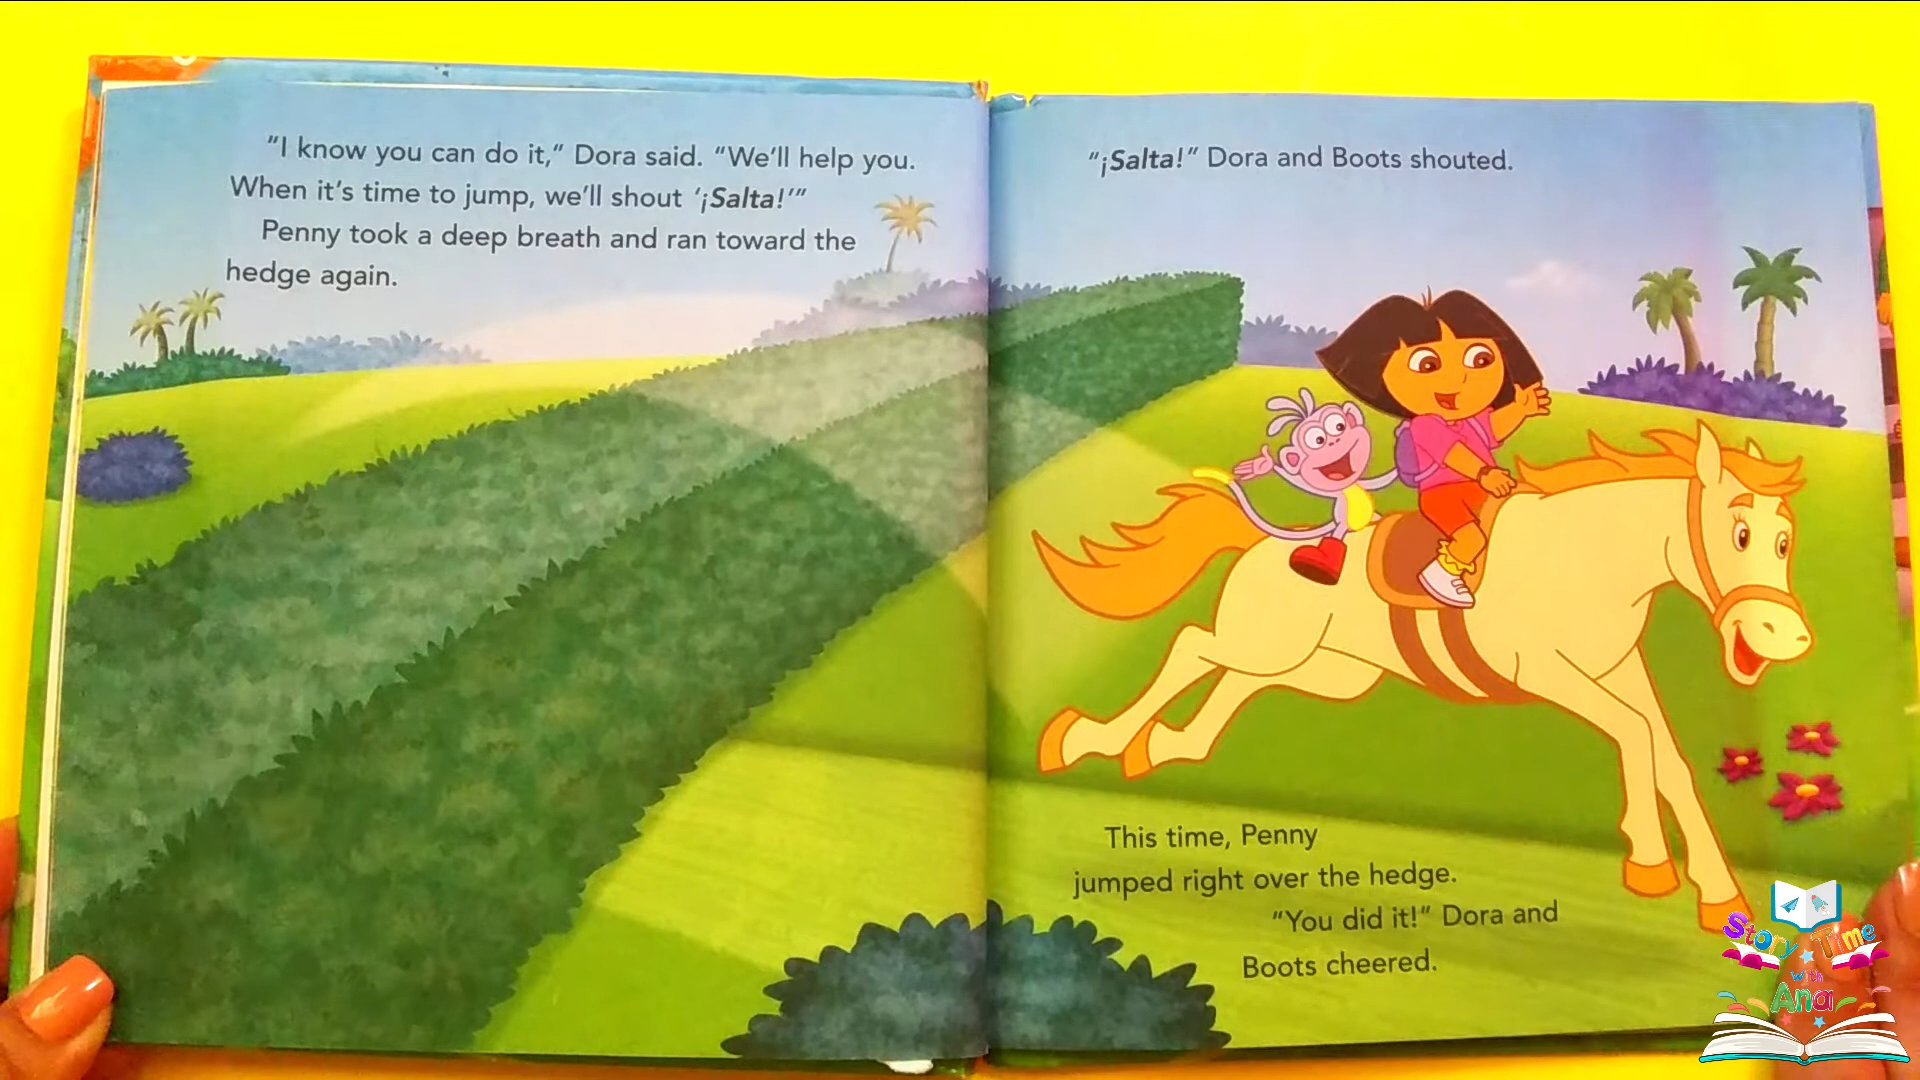 “I know you can do it,“ Dora said. “We’ll help you.
When it’s time to jump, we’ll shout ‘¡Salta!’”
Penny took a deep breath and ran toward the
hedge again.
“¡Salta!” Dora and Boots shouted.
This time, Penny
jumped right over the hedge.
“You did it!” Dora and
Boots cheered.
Story Time
with
Ana